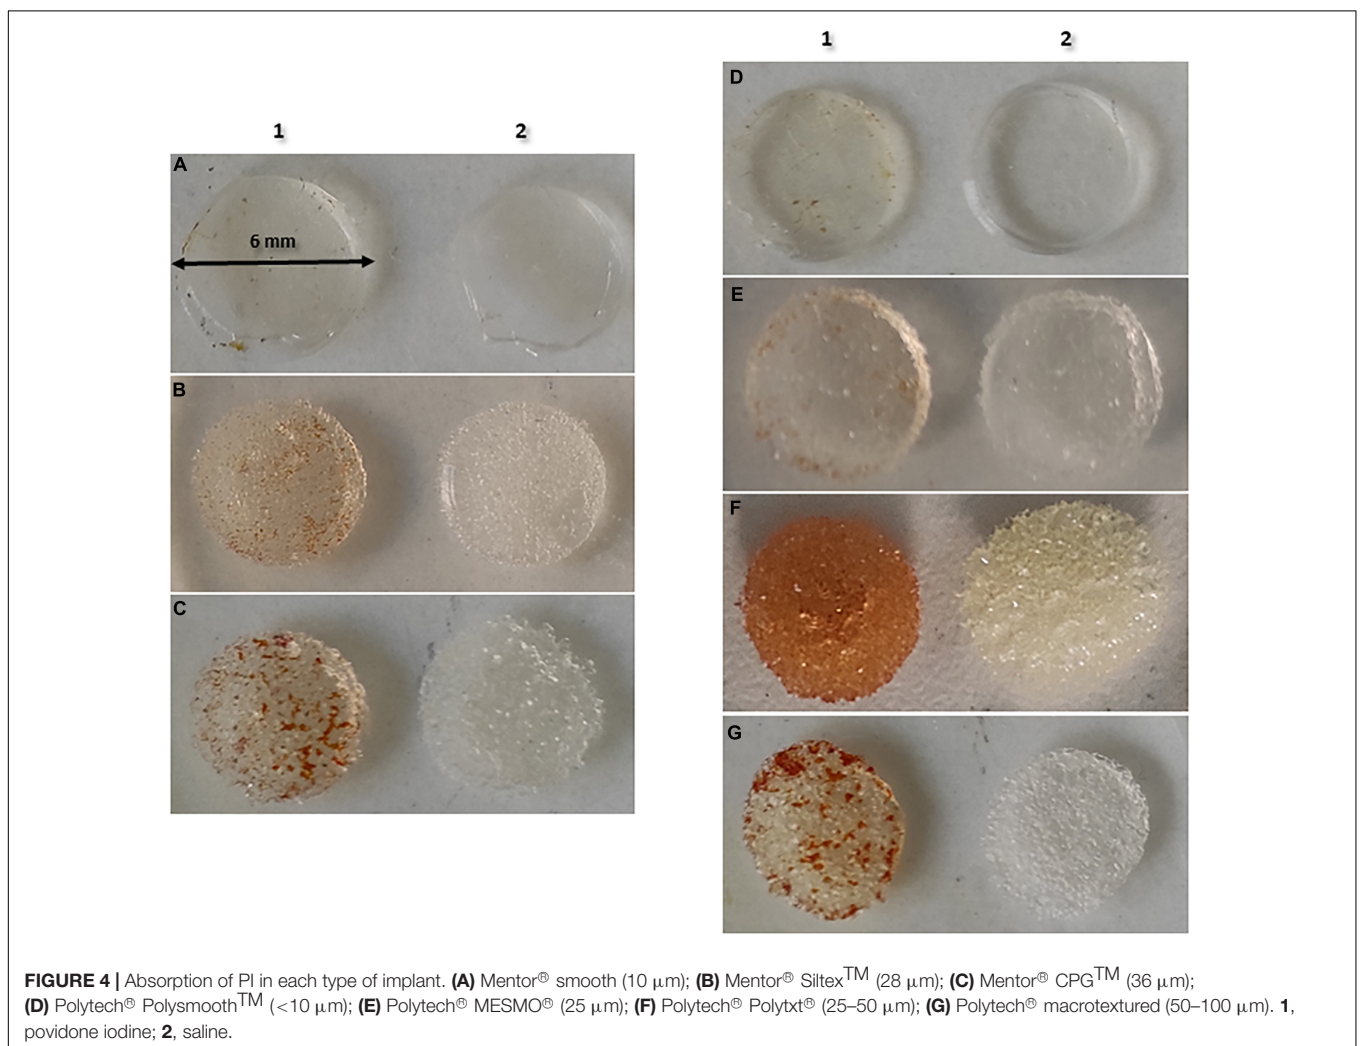 1 2
A
6 mm
B
C
1 2
D
E
F
G
FIGURE 4 | Absorption of PI in each type of implant. (A) Mentor® smooth (10 μm); (B) Mentor® Siltex™ (28 μm); (C) Mentor® CPG™ (36 μm);
(D) Polytech® Polysmooth™ (<10 μm); (E) Polytech® MESMO® (25 μm); (F) Polytech® Polytxt® (25–50 μm); (G) Polytech® macrotextured (50–100 μm). 1,
povidone iodine; 2, saline.